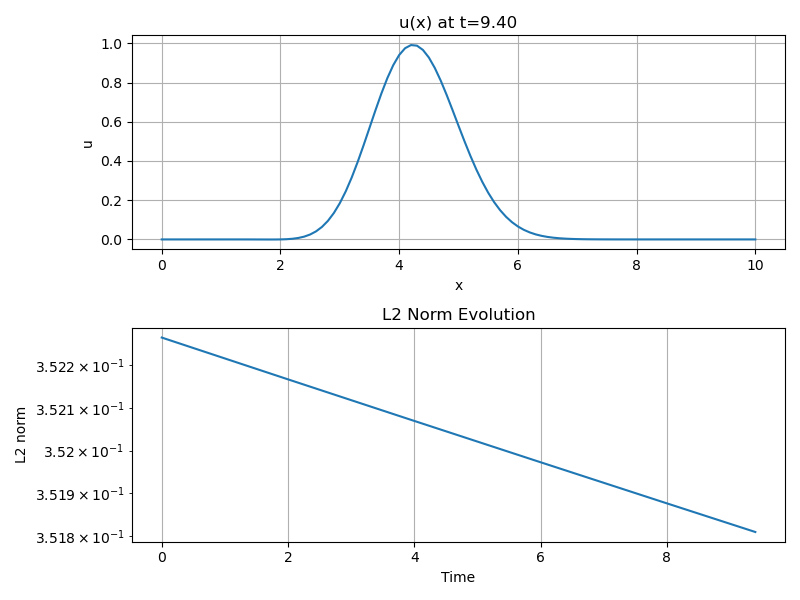 u(x) at t=9.40
1.0
0.8
0.6
0.4
0.2
0.0
u
0 2 4 6 8 10
x
L2 Norm Evolution
3.522 × 10⁻¹
3.521 × 10⁻¹
3.52 × 10⁻¹
3.519 × 10⁻¹
3.518 × 10⁻¹
L2 norm
0 2 4 6 8
Time